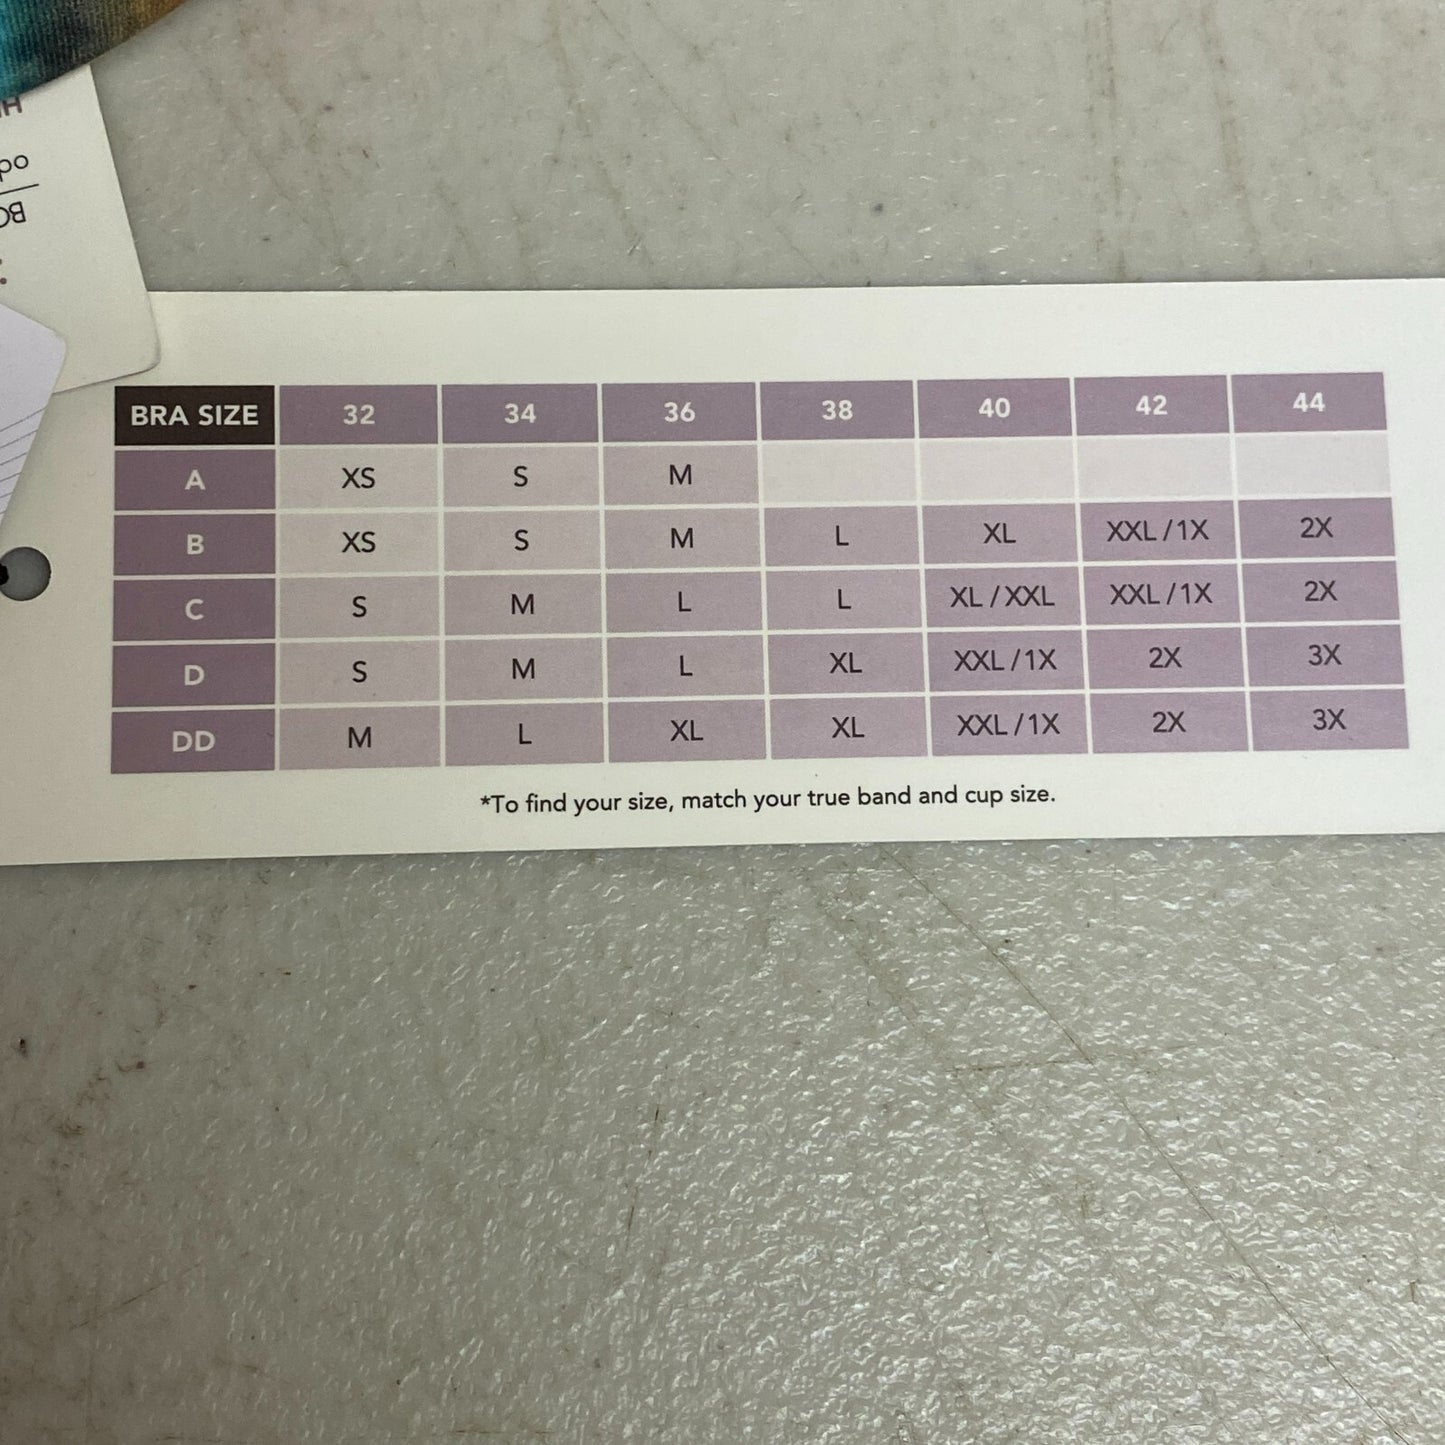 BRA SIZE 32 34 36 38 40 42 44
A XS S M
B XS S M L XL XXL/1X 2X
C S M L L XL/XXL XXL/1X 2X
D S M L XL XXL/1X 2X 3X
DD M L XL XL XXL/1X 2X 3X
*To find your size, match your true band and cup size.